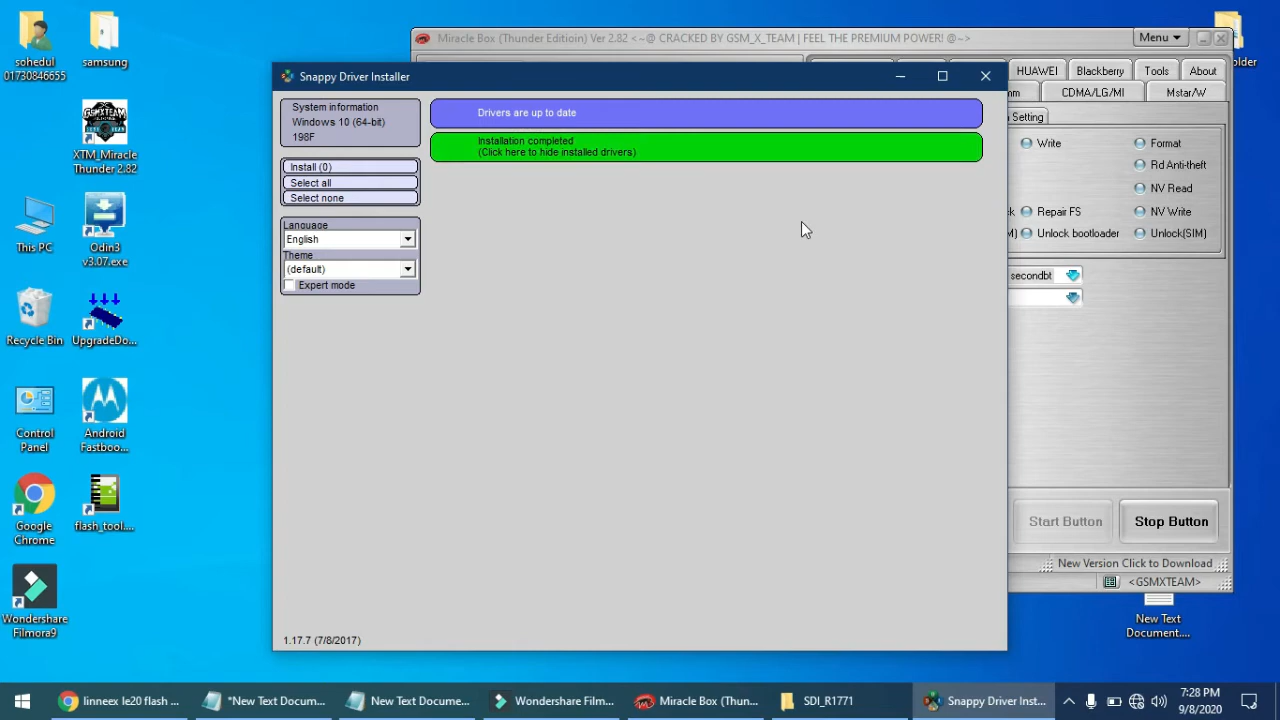 sohedul
01730846655
samsung
XTM_Miracle
Thunder 2.82
This PC
Odin3
v3.07.exe
Recycle Bin
UpgradeDo...
Control
Panel
Android
Fastboo...
Google
Chrome
flash_tool....
Wondershare
Filmora9
Miracle Box (Thunder Editioin) Ver 2.82 <~@ CRACKED BY GSM_X_TEAM | FEEL THE PREMIUM POWER! @~>
Menu
HUAWEI
Blackberry
Tools
About
CDMA/LG/MI
Mstar/W
Setting
Write
Format
Rd Anti-theft
NV Read
Repair FS
NV Write
Unlock bootloader
Unlock(SIM)
secondbt
Start Button
Stop Button
New Version Click to Download
<GSMXTEAM>
New Text
Document....
Snappy Driver Installer
System information
Windows 10 (64-bit)
198F
Install (0)
Select all
Select none
Language
English
Theme
(default)
Expert mode
Drivers are up to date
Installation completed
(Click here to hide installed drivers)
1.17.7 (7/8/2017)
linneex le20 flash ...
*New Text Docum...
New Text Docume...
Wondershare Film...
Miracle Box (Thun...
SDI_R1771
Snappy Driver Inst...
7:28 PM
9/8/2020